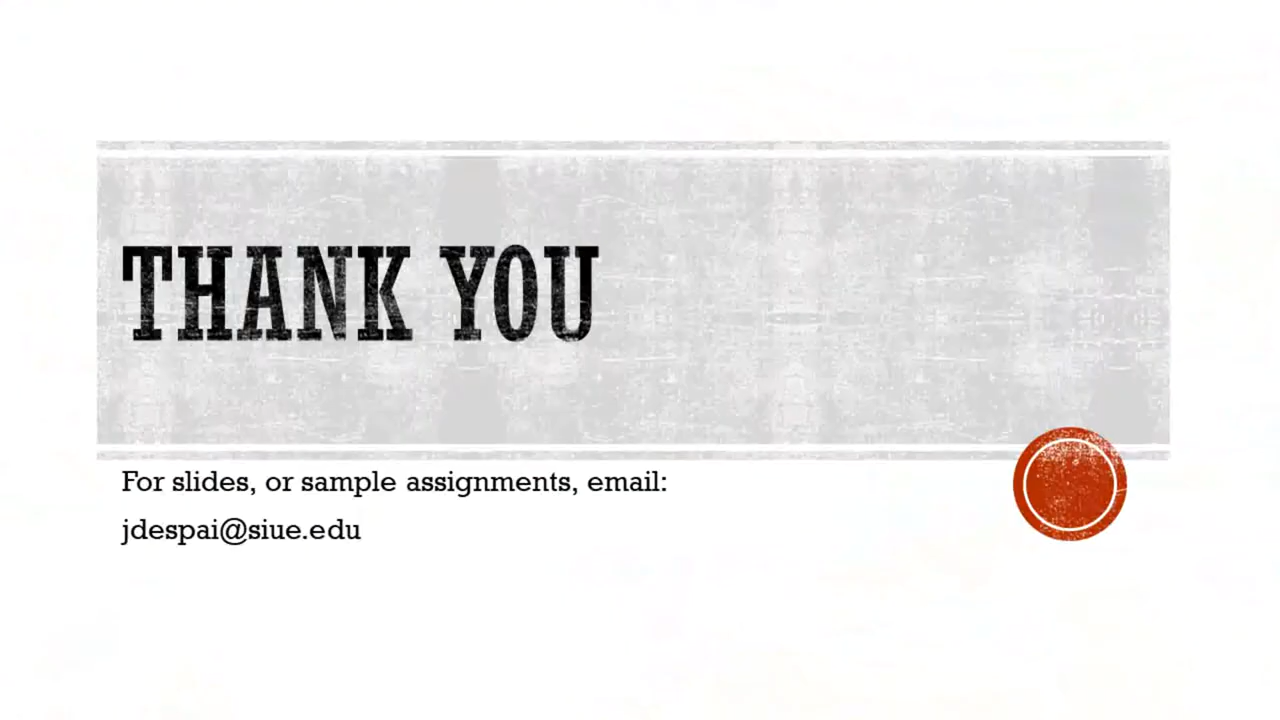 THANK YOU
For slides, or sample assignments, email:
jdespai@siue.edu